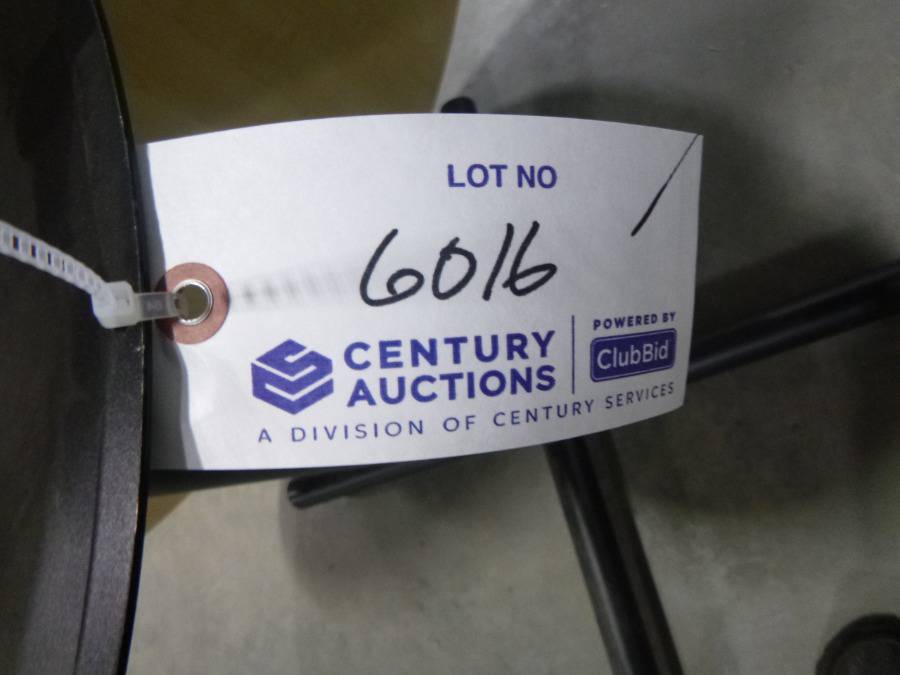 LOT NO
6016
CENTURY
AUCTIONS
POWERED BY
ClubBid
A DIVISION OF CENTURY SERVICES